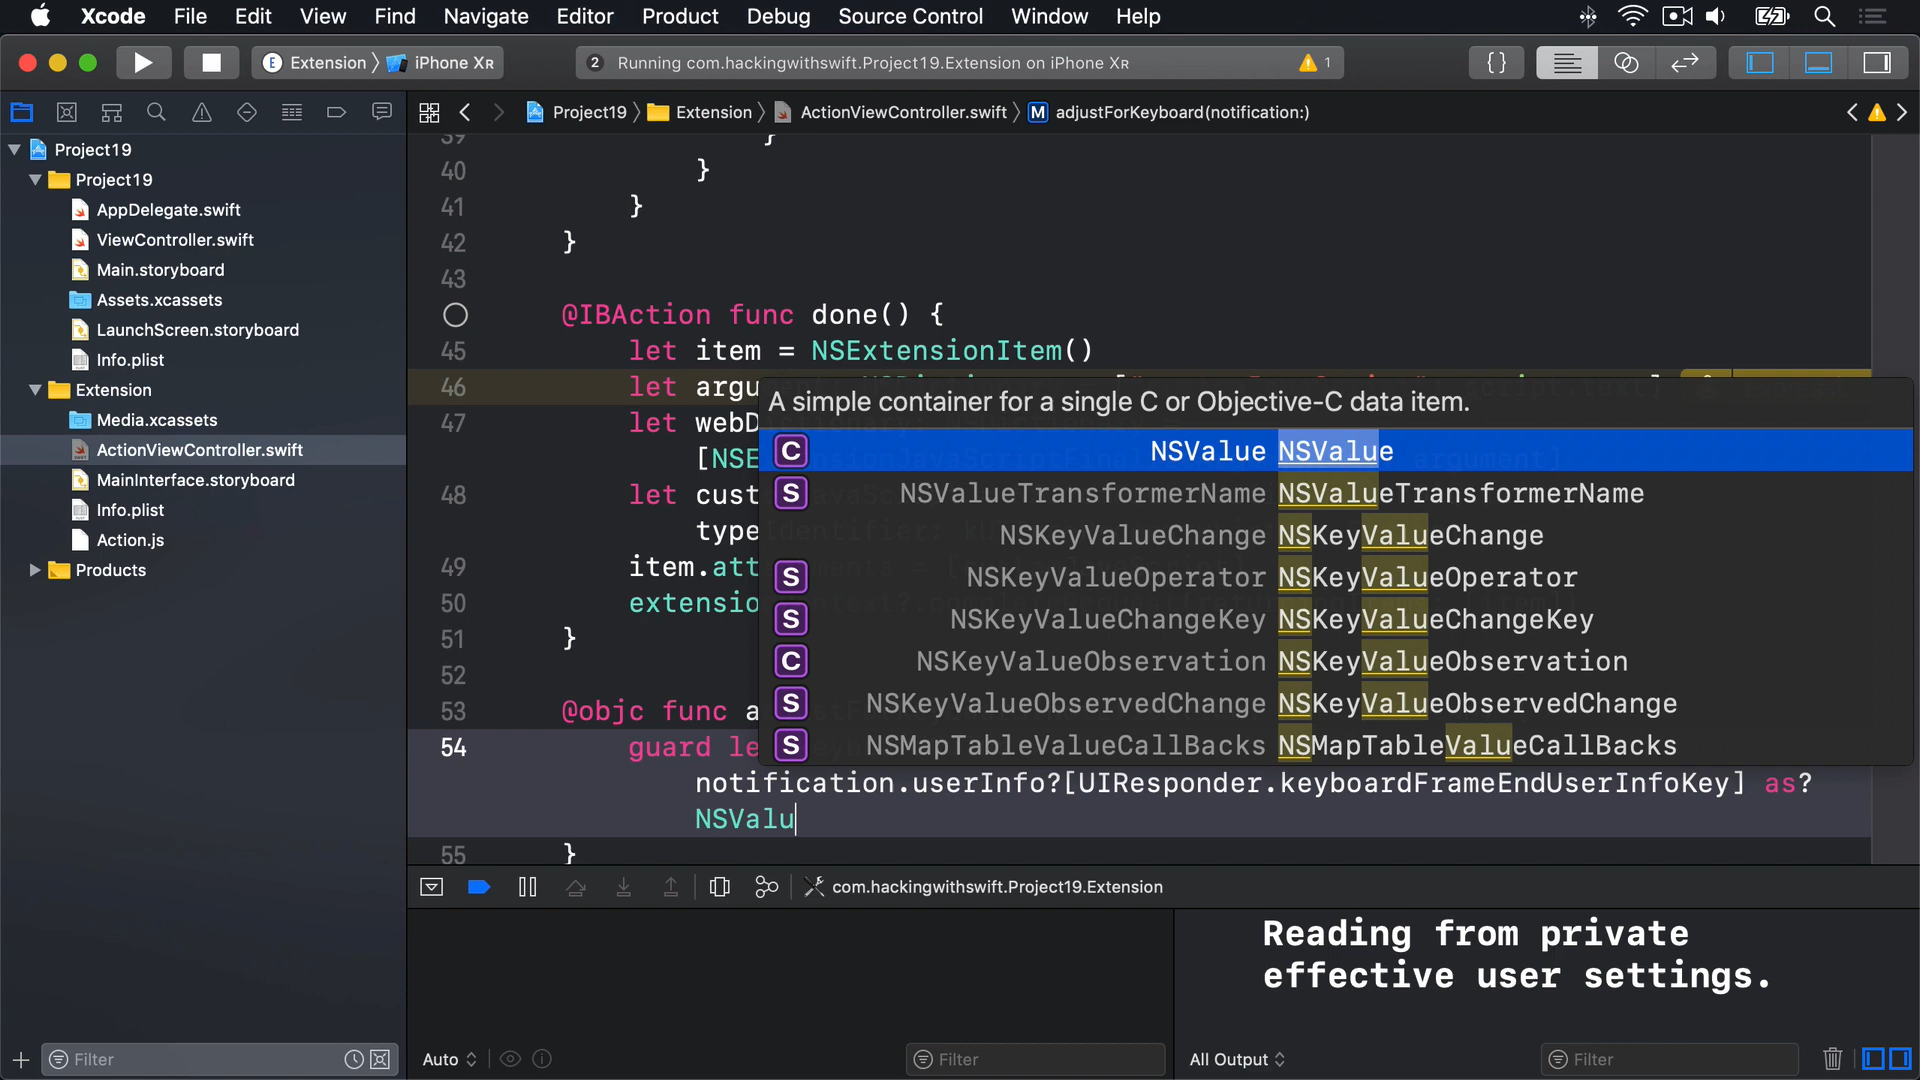 Xcode File Edit View Find Navigate Editor Product Debug Source Control Window Help
E Extension iPhone XR
2 Running com.hackingwithswift.Project19.Extension on iPhone XR 1
Project19 Extension ActionViewController.swift M adjustForKeyboard(notification:)
Project19
Project19
AppDelegate.swift
ViewController.swift
Main.storyboard
Assets.xcassets
LaunchScreen.storyboard
Info.plist
Extension
Media.xcassets
ActionViewController.swift
MainInterface.storyboard
Info.plist
Action.js
Products
39 }
40 }
41 }
42 }
43
@IBAction func done() {
45 let item = NSExtensionItem()
46 let argu
47 let webD
[NSE
48 let cust
type
49 item.att
50 extensio
51 }
52
53 @objc func a
54 guard le
notification.userInfo?[UIResponder.keyboardFrameEndUserInfoKey] as?
NSValu
55 }
A simple container for a single C or Objective-C data item.
C NSValue NSValue
S NSValueTransformerName NSValueTransformerName
NSKeyValueChange NSKeyValueChange
S NSKeyValueOperator NSKeyValueOperator
S NSKeyValueChangeKey NSKeyValueChangeKey
C NSKeyValueObservation NSKeyValueObservation
S NSKeyValueObservedChange NSKeyValueObservedChange
S NSMapTableValueCallBacks NSMapTableValueCallBacks
com.hackingwithswift.Project19.Extension
Reading from private
effective user settings.
Filter
Auto
Filter
All Output
Filter